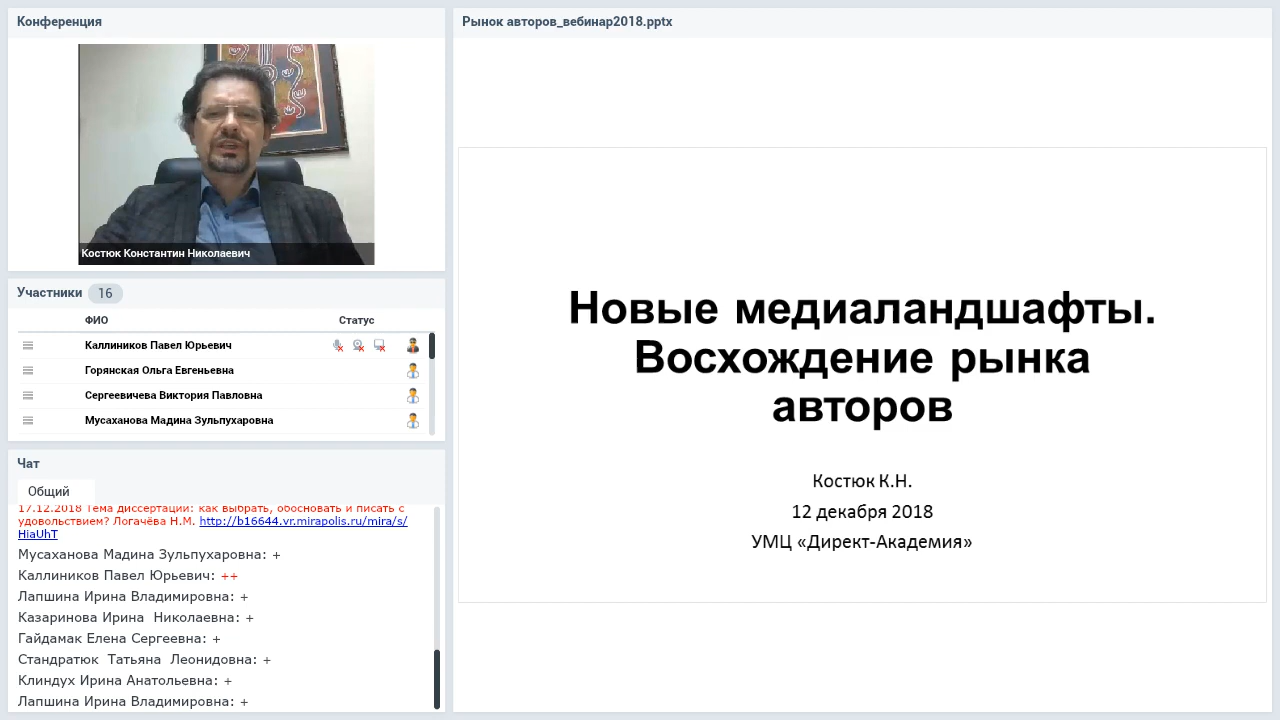 Конференция
Костюк Константин Николаевич
Участники 16
ФИО Статус
Каллиников Павел Юрьевич
Горянская Ольга Евгеньевна
Сергеевичева Виктория Павловна
Мусаханова Мадина Зульпухаровна
Чат
Общий
17.12.2018 Тема диссертации: как выбрать, обосновать и писать с
удовольствием? Логачёва Н.М. http://b16644.vr.mirapolis.ru/mira/s/
HiaUhT
Мусаханова Мадина Зульпухаровна: +
Каллиников Павел Юрьевич: ++
Лапшина Ирина Владимировна: +
Казаринова Ирина  Николаевна: +
Гайдамак Елена Сергеевна: +
Стандратюк  Татьяна  Леонидовна: +
Клиндух Ирина Анатольевна: +
Лапшина Ирина Владимировна: +
Рынок авторов_вебинар2018.pptx
Новые медиаландшафты.
Восхождение рынка
авторов
Костюк К.Н.
12 декабря 2018
УМЦ «Директ-Академия»